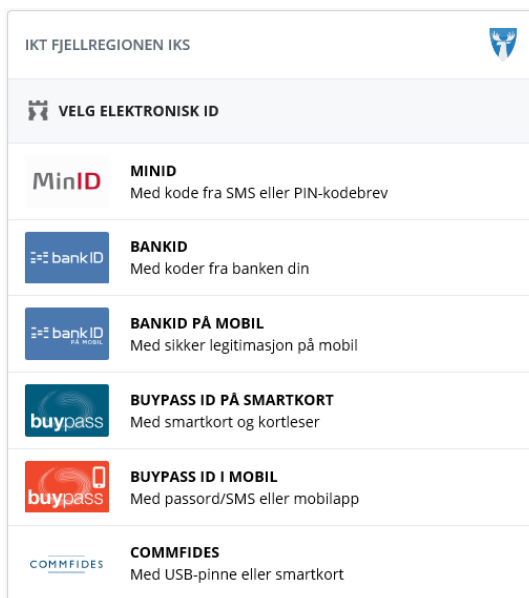 IKT FJELLREGIONEN IKS
VELG ELEKTRONISK ID
MinID
MINID
Med kode fra SMS eller PIN-kodebrev
bankID
BANKID
Med koder fra banken din
bankID
PÅ MOBIL
BANKID PÅ MOBIL
Med sikker legitimasjon på mobil
buypass
BUYPASS ID PÅ SMARTKORT
Med smartkort og kortleser
buypass
BUYPASS ID I MOBIL
Med passord/SMS eller mobilapp
COMMFIDES
COMMFIDES
Med USB-pinne eller smartkort